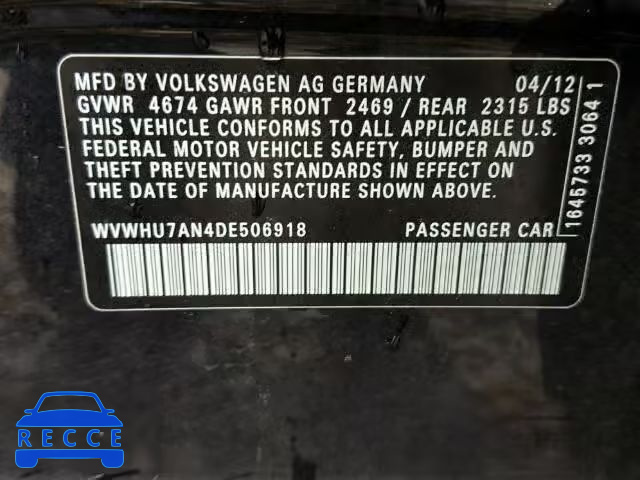 MFD BY VOLKSWAGEN AG GERMANY 04/12
GVWR 4674 GAWR FRONT 2469 / REAR 2315 LBS
THIS VEHICLE CONFORMS TO ALL APPLICABLE U.S.
FEDERAL MOTOR VEHICLE SAFETY, BUMPER AND
THEFT PREVENTION STANDARDS IN EFFECT ON
THE DATE OF MANUFACTURE SHOWN ABOVE.
WVWHU7AN4DE506918 PASSENGER CAR
1645733 3064 1
RECCE